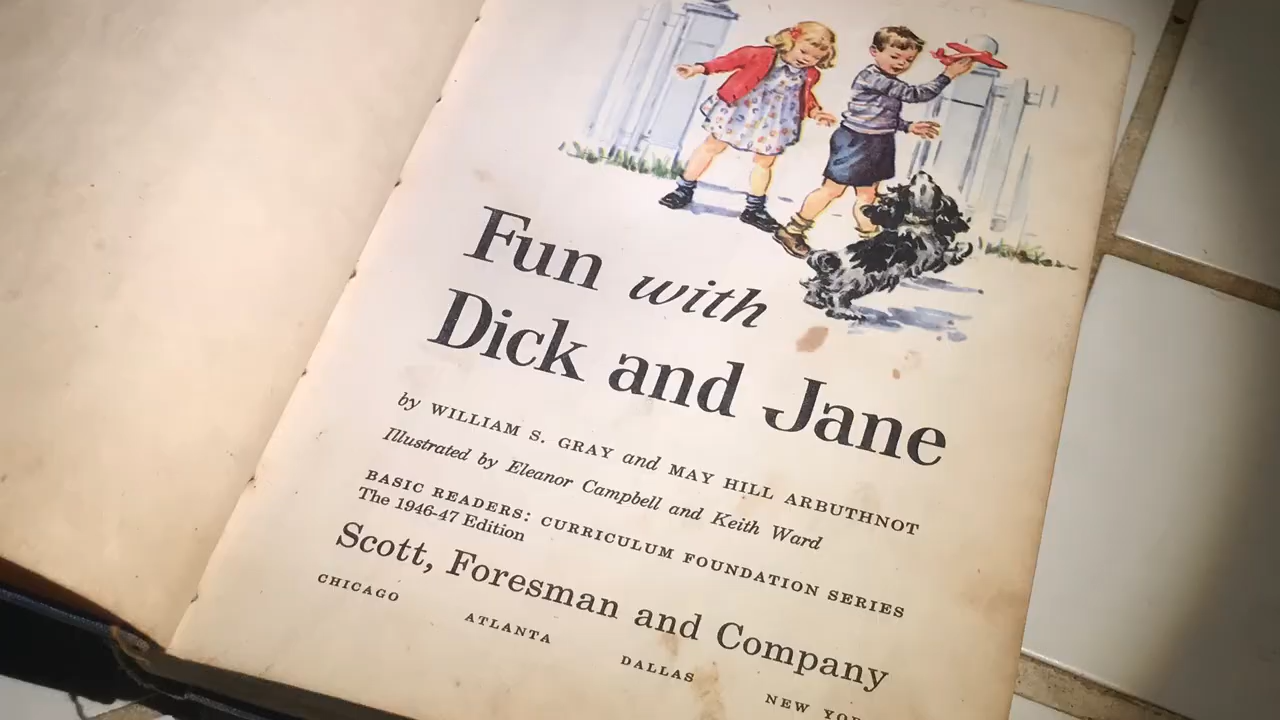 Fun with
Dick and Jane
by WILLIAM S. GRAY and MAY HILL ARBUTHNOT
Illustrated by Eleanor Campbell and Keith Ward
BASIC READERS: CURRICULUM FOUNDATION SERIES
The 1946-47 Edition
Scott, Foresman and Company
CHICAGO ATLANTA DALLAS NEW